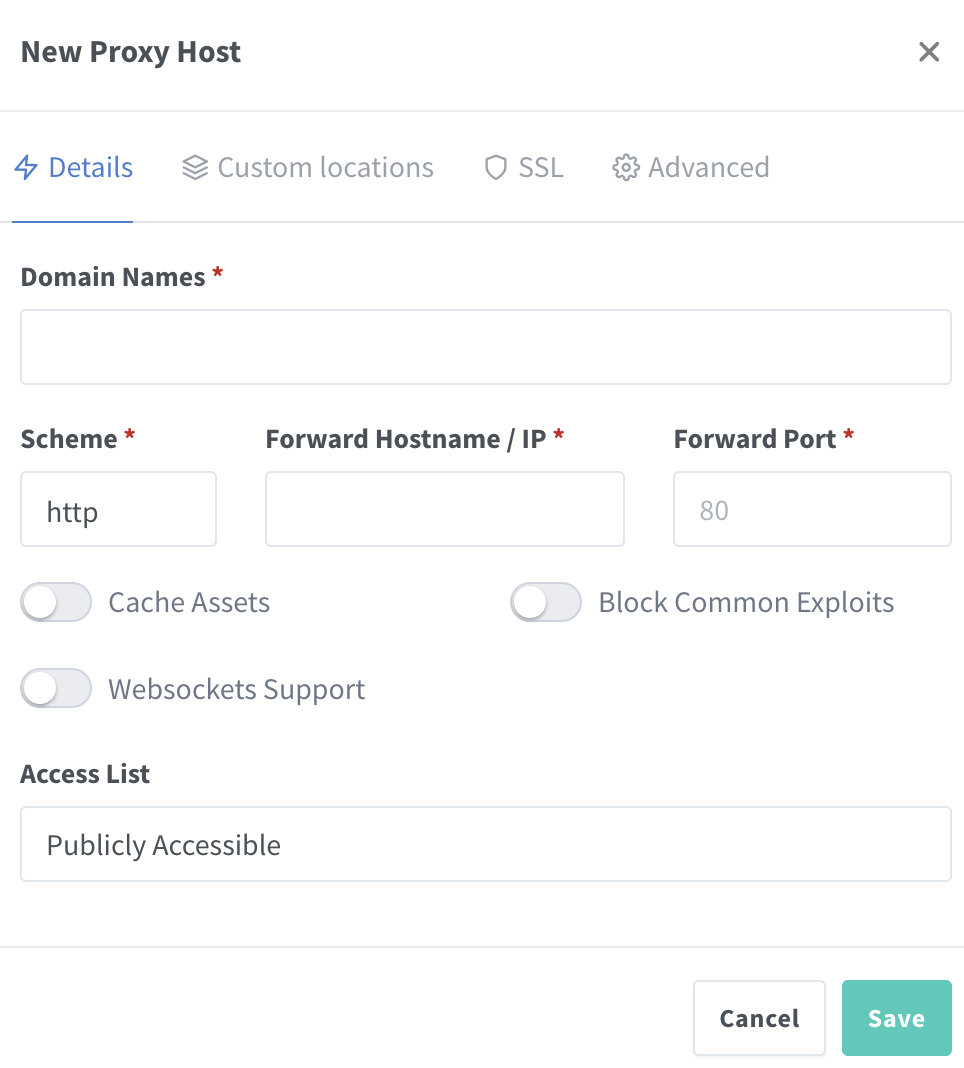 New Proxy Host
Details Custom locations SSL Advanced
Domain Names *
Scheme * Forward Hostname / IP * Forward Port *
http 80
Cache Assets Block Common Exploits
Websockets Support
Access List
Publicly Accessible
Cancel Save